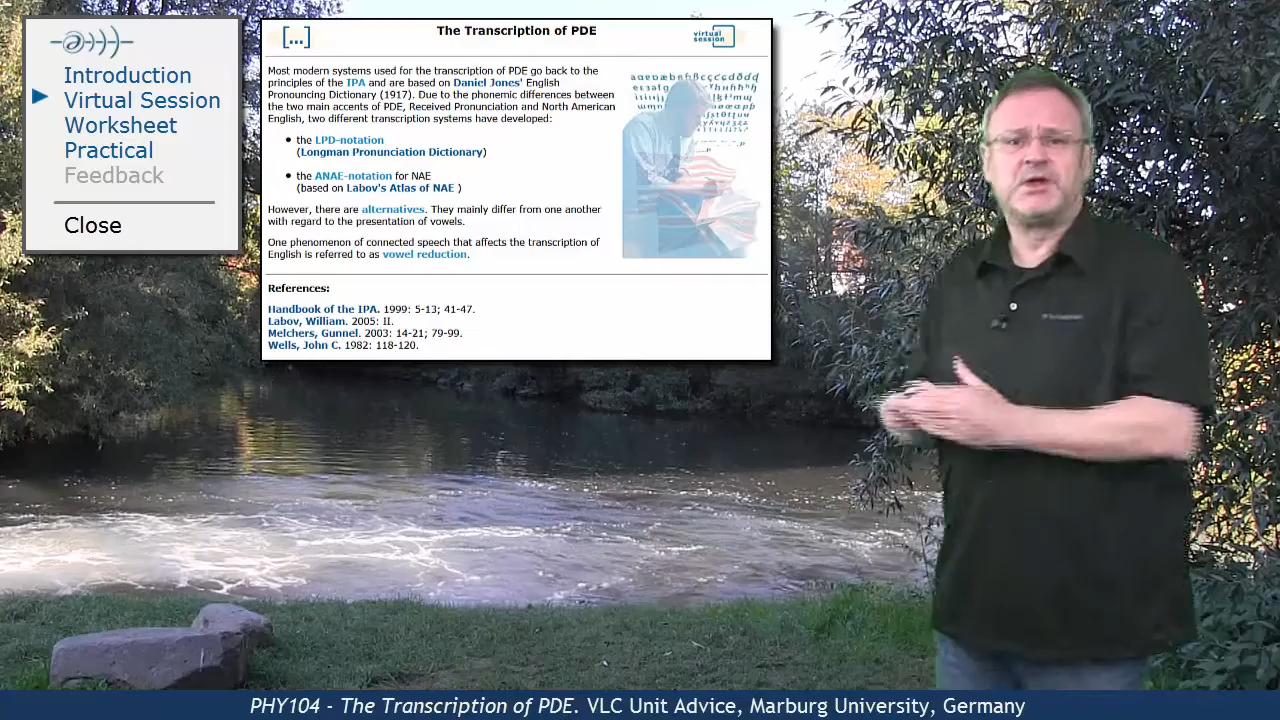 Introduction
Virtual Session
Worksheet
Practical
Feedback
Close
[...]
The Transcription of PDE
virtual
session
Most modern systems used for the transcription of PDE go back to the
principles of the IPA and are based on Daniel Jones' English
Pronouncing Dictionary (1917). Due to the phonemic differences between
the two main accents of PDE, Received Pronunciation and North American
English, two different transcription systems have developed:
• the LPD-notation
(Longman Pronunciation Dictionary)
• the ANAE-notation for NAE
(based on Labov's Atlas of NAE )
However, there are alternatives. They mainly differ from one another
with regard to the presentation of vowels.
One phenomenon of connected speech that affects the transcription of
English is referred to as vowel reduction.
References:
Handbook of the IPA. 1999: 5-13; 41-47.
Labov, William. 2005: II.
Melchers, Gunnel. 2003: 14-21; 79-99.
Wells, John C. 1982: 118-120.
PHY104 - The Transcription of PDE. VLC Unit Advice, Marburg University, Germany